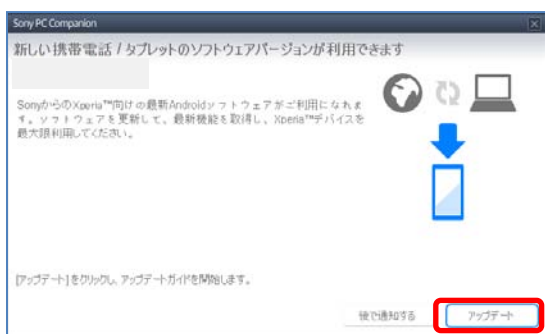 Sony PC Companion
新しい携帯電話 / タブレットのソフトウェアバージョンが利用できます
SonyからのXperia™向けの最新Androidソフトウェアがご利用になれま
す。ソフトウェアを更新して、最新機能を取得し、Xperia™デバイスを
最大限利用してください。
[アップデート]をクリックし、アップデートガイドを開始します。
後で通知する
アップデート